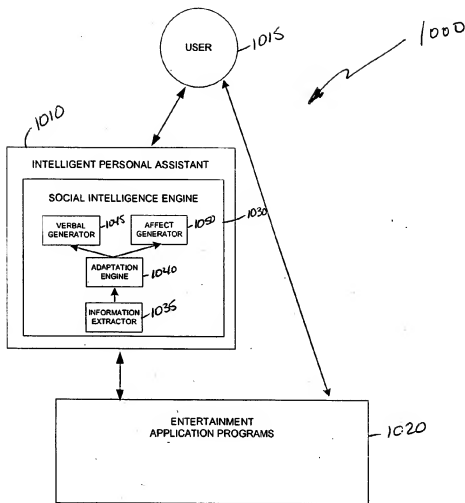 USER
1015
1000
1010
INTELLIGENT PERSONAL ASSISTANT
SOCIAL INTELLIGENCE ENGINE
VERBAL
GENERATOR
1045
AFFECT
GENERATOR
1050
1030
ADAPTATION
ENGINE
1040
INFORMATION
EXTRACTOR
1035
ENTERTAINMENT
APPLICATION PROGRAMS
1020